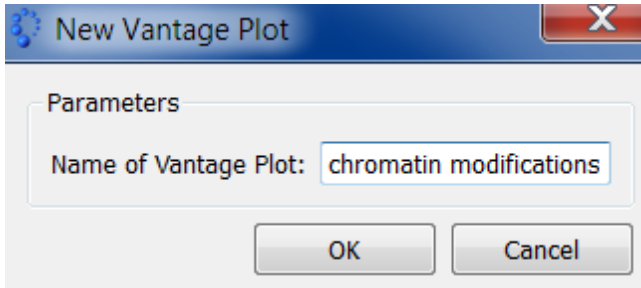 New Vantage Plot
Parameters
Name of Vantage Plot: chromatin modifications
OK Cancel